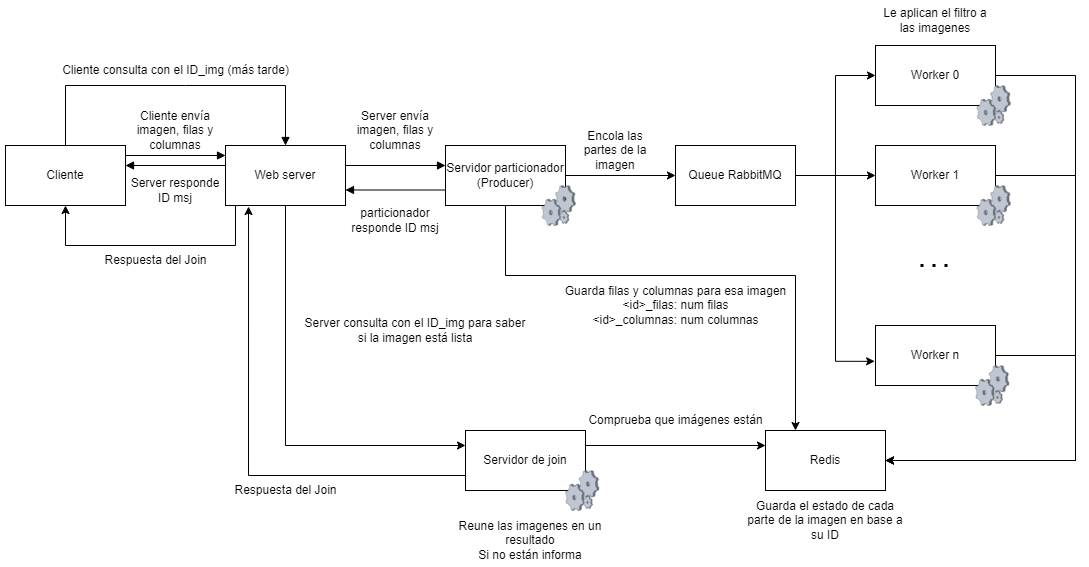 Le aplican el filtro a
las imagenes
Worker 0
Cliente consulta con el ID_img (más tarde)
Cliente envía
imagen, filas y
columnas
Server envía
imagen, filas y
columnas
Encola las
partes de la
imagen
Cliente
Web server
Servidor particionador
(Producer)
Queue RabbitMQ
Worker 1
Server responde
ID msj
particionador
responde ID msj
Respuesta del Join
. . .
Guarda filas y columnas para esa imagen
<id>_filas: num filas
<id>_columnas: num columnas
Server consulta con el ID_img para saber
si la imagen está lista
Worker n
Comprueba que imágenes están
Servidor de join
Redis
Respuesta del Join
Reune las imagenes en un
resultado
Si no están informa
Guarda el estado de cada
parte de la imagen en base a
su ID